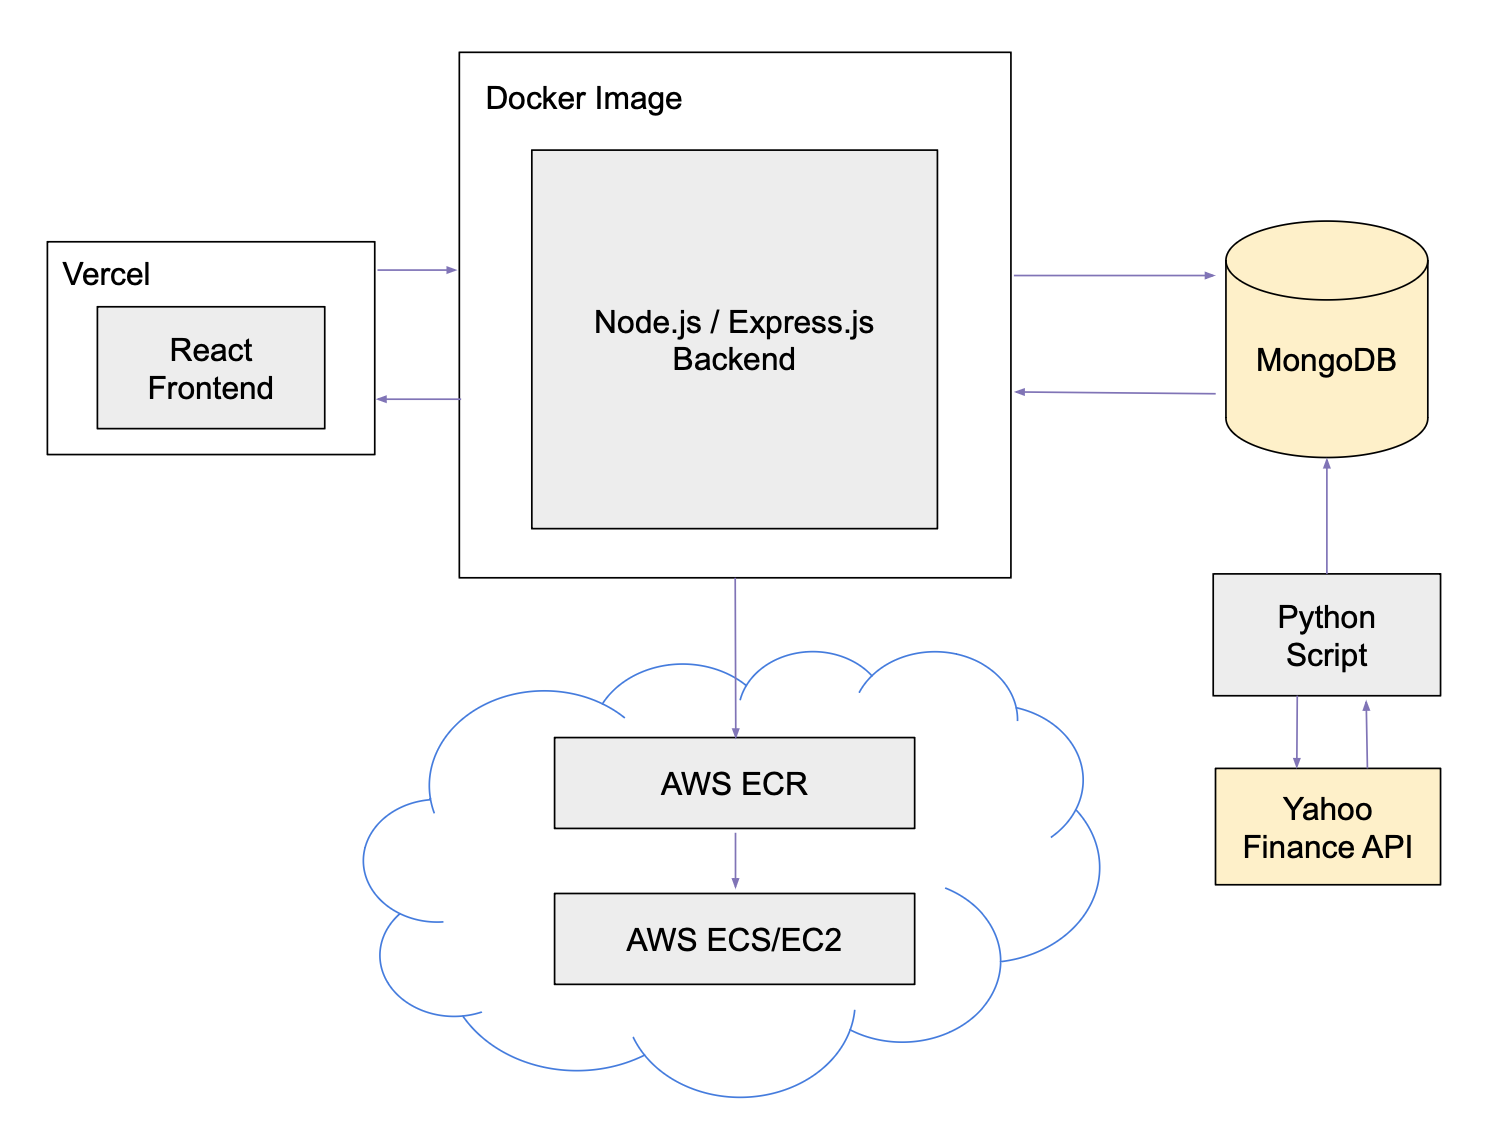 Docker Image
Vercel
React
Frontend
Node.js / Express.js
Backend
MongoDB
Python
Script
AWS ECR
Yahoo
Finance API
AWS ECS/EC2